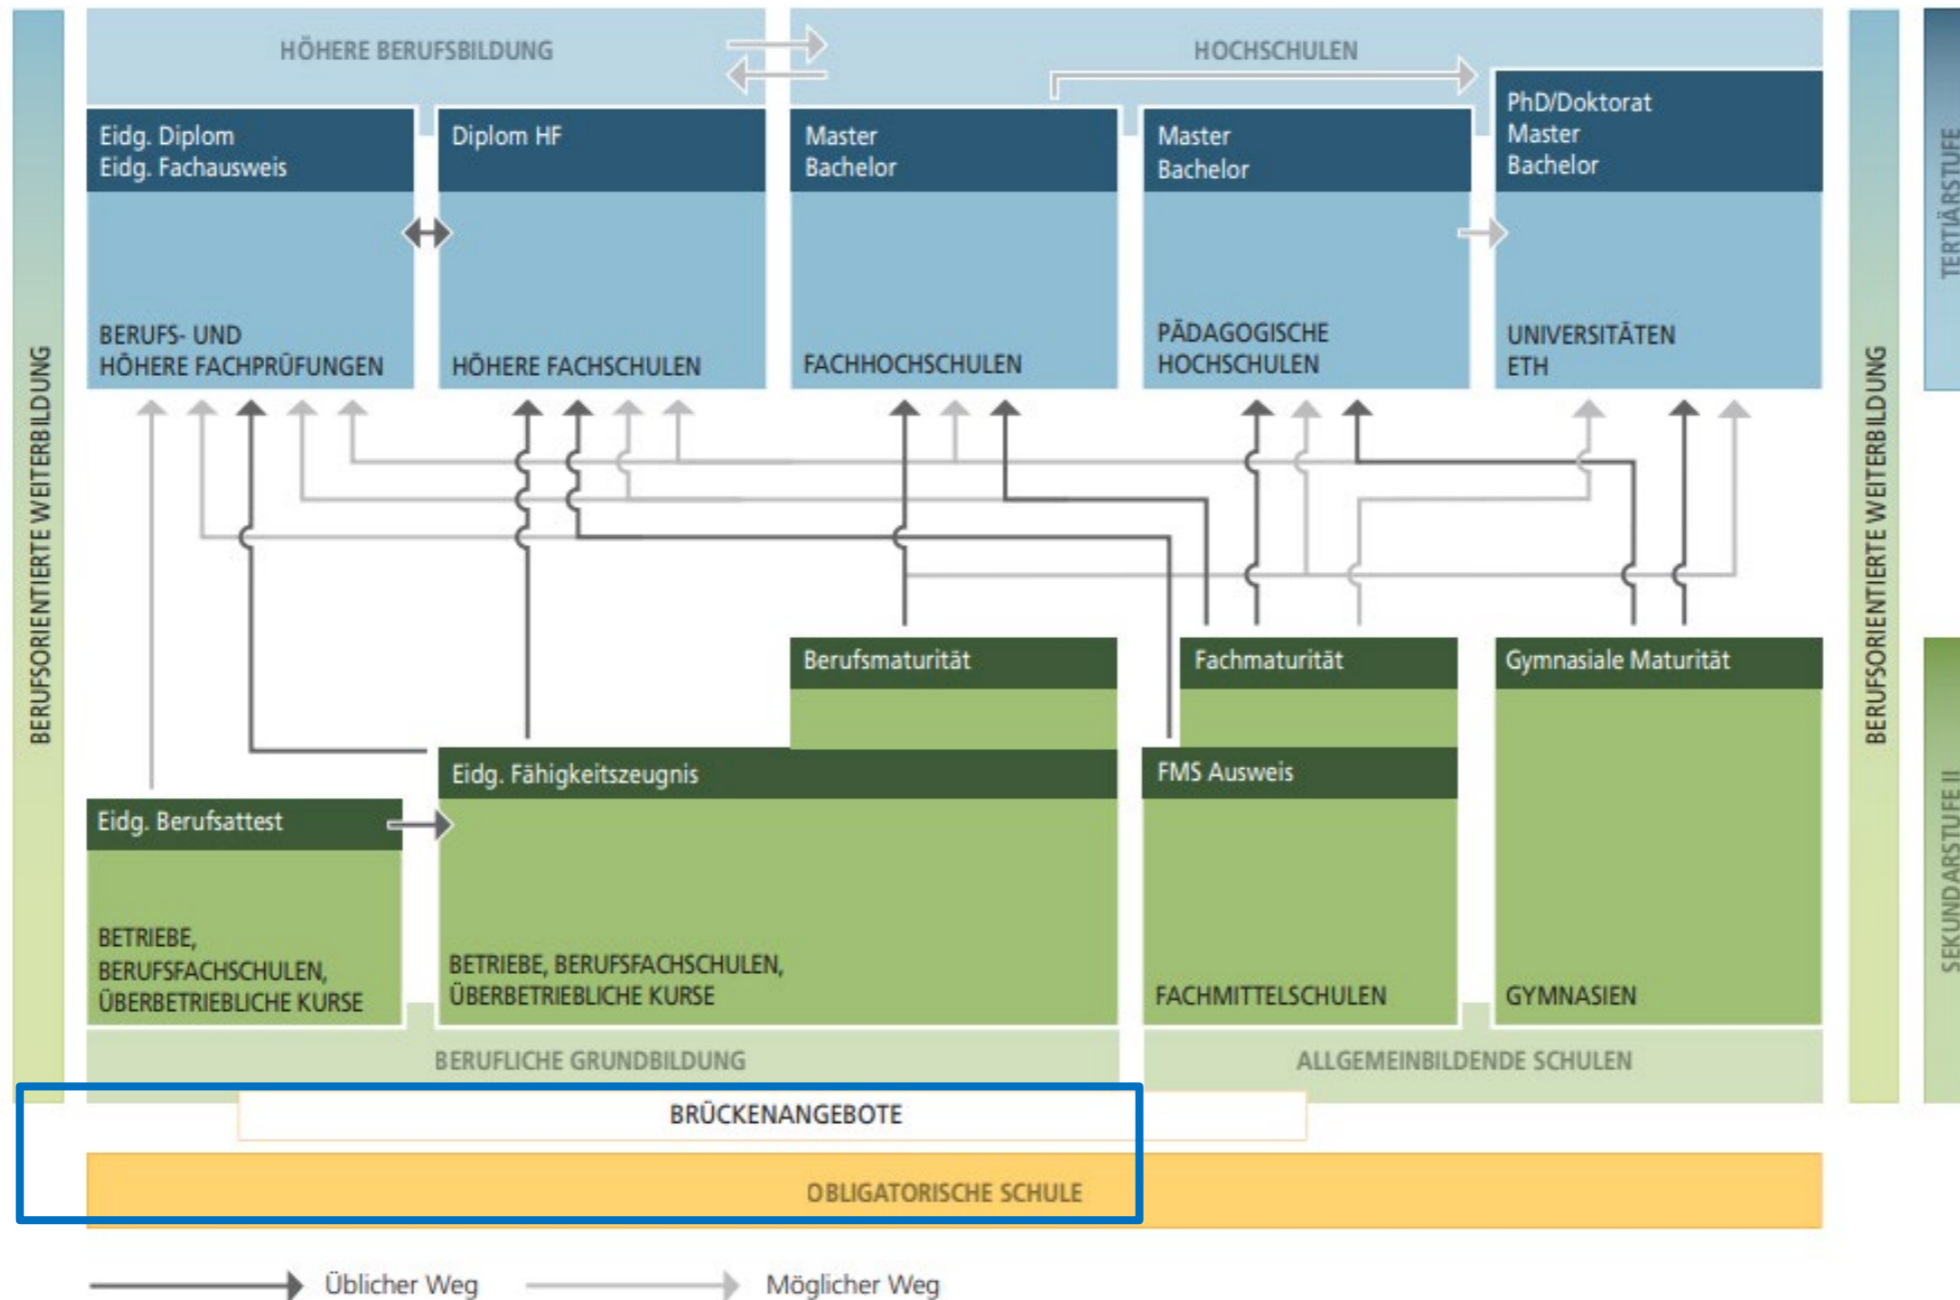 BERUFSORIENTIERTE WEITERBILDUNG
HÖHERE BERUFSBILDUNG
HOCHSCHULEN
Eidg. Diplom
Eidg. Fachausweis
BERUFS- UND
HÖHERE FACHPRÜFUNGEN
Diplom HF
HÖHERE FACHSCHULEN
Master
Bachelor
FACHHOCHSCHULEN
Master
Bachelor
PÄDAGOGISCHE
HOCHSCHULEN
PhD/Doktorat
Master
Bachelor
UNIVERSITÄTEN
ETH
BERUFSORIENTIERTE WEITERBILDUNG
TERTIÄRSTUFE
Berufsmaturität
Fachmaturität
Gymnasiale Maturität
Eidg. Fähigkeitszeugnis
FMS Ausweis
Eidg. Berufsattest
BETRIEBE,
BERUFSFACHSCHULEN,
ÜBERBETRIEBLICHE KURSE
BETRIEBE, BERUFSFACHSCHULEN,
ÜBERBETRIEBLICHE KURSE
FACHMITTELSCHULEN
GYMNASIEN
SEKUNDARSTUFE II
BERUFLICHE GRUNDBILDUNG
ALLGEMEINBILDENDE SCHULEN
BRÜCKENANGEBOTE
OBLIGATORISCHE SCHULE
Üblicher Weg
Möglicher Weg